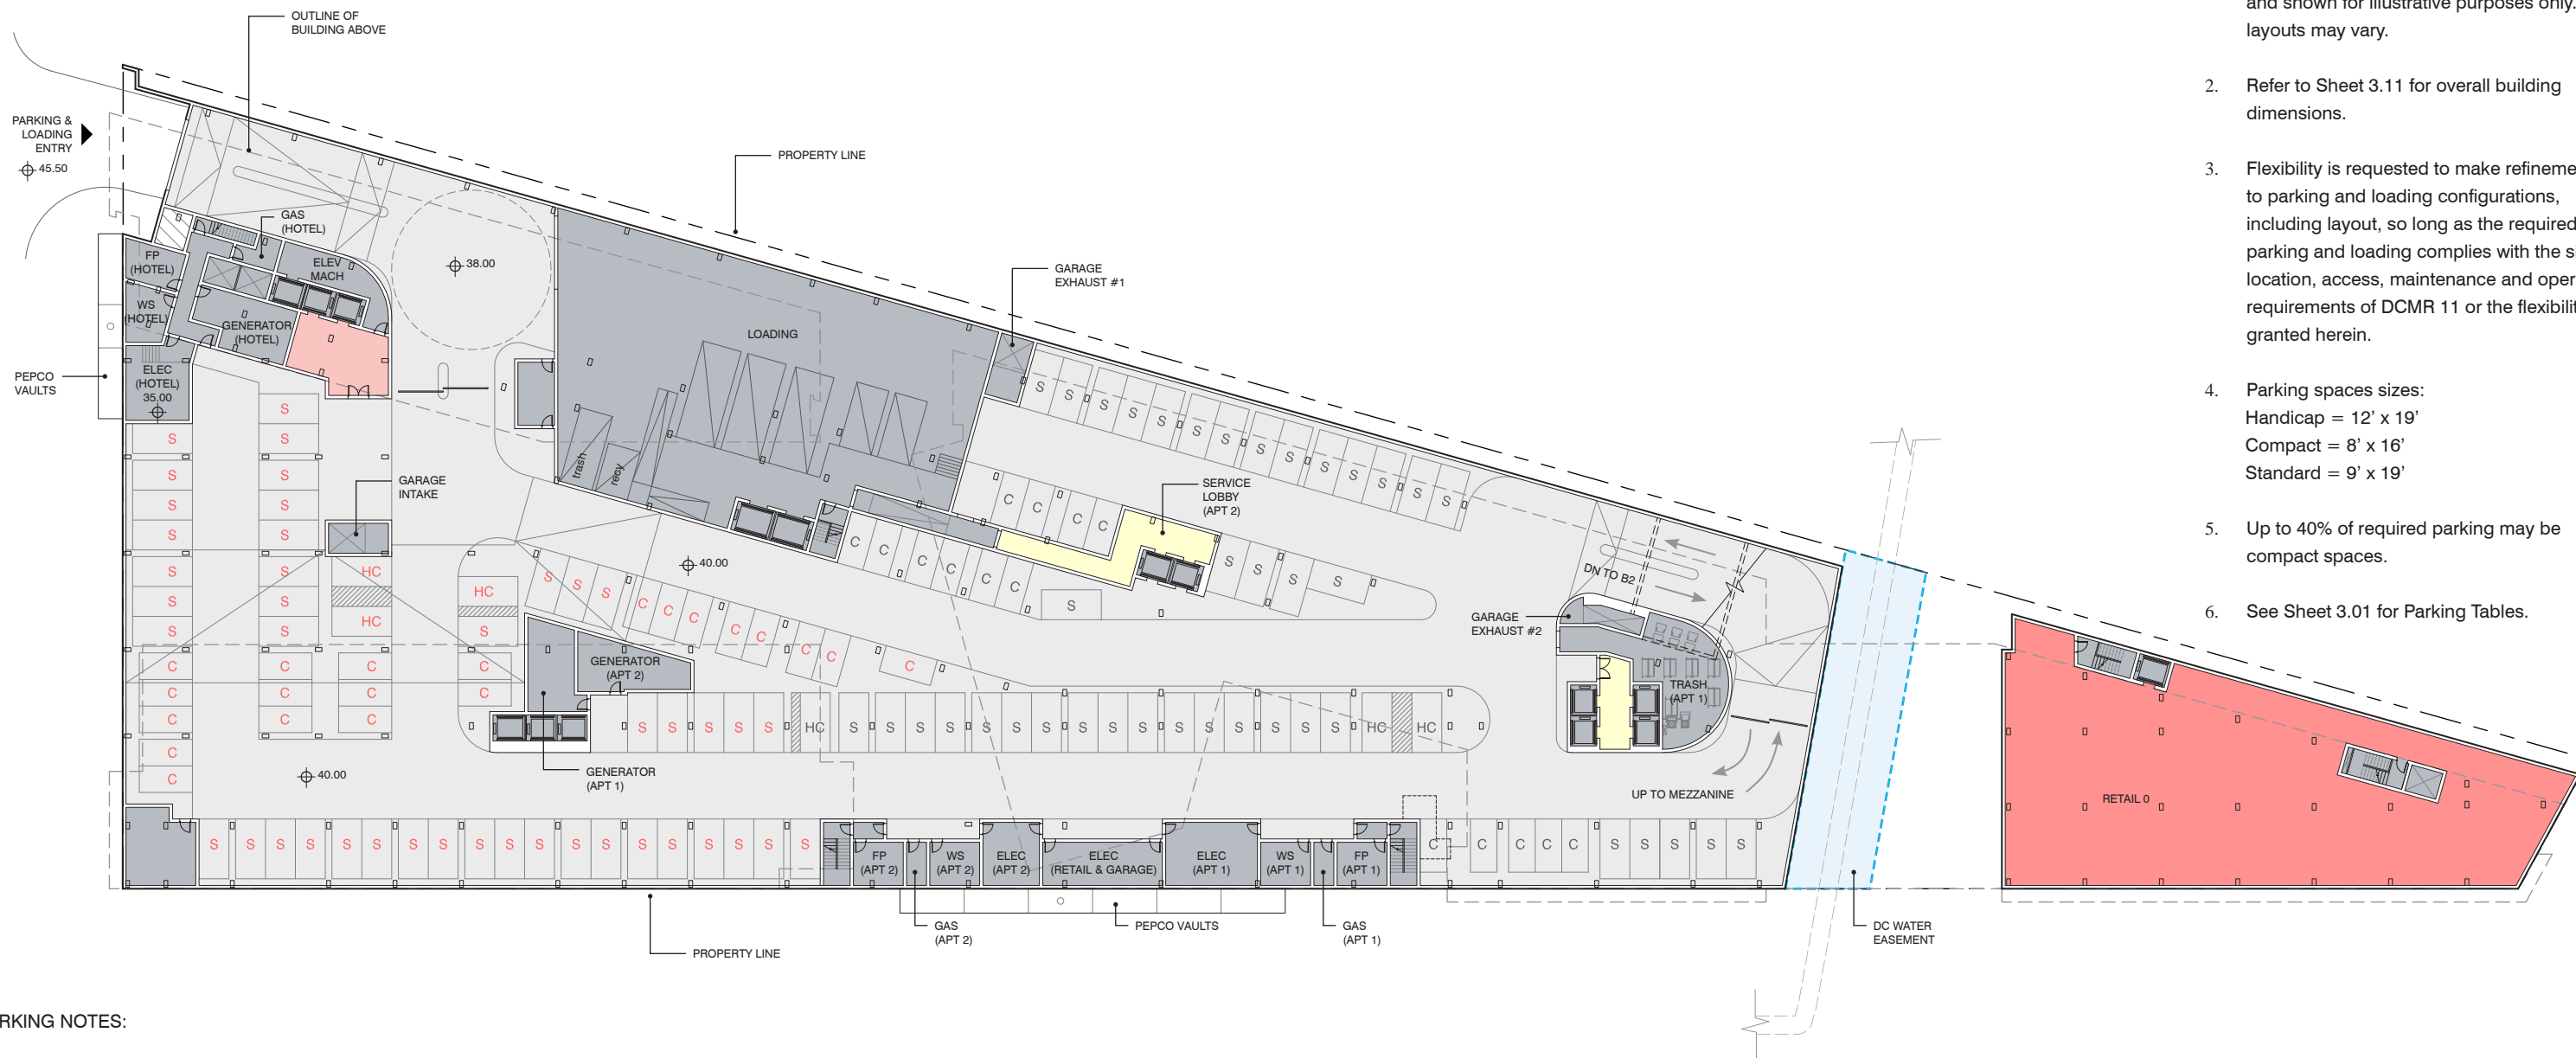 OUTLINE OF
BUILDING ABOVE
PARKING &
LOADING
ENTRY
45.50
PROPERTY LINE
GAS
(HOTEL)
FP
(HOTEL)
ELEV
MACH
38.00
WS
(HOTEL)
GENERATOR
(HOTEL)
GARAGE
EXHAUST #1
LOADING
PEPCO
VAULTS
ELEC
(HOTEL)
35.00
trash
recy
GARAGE
INTAKE
SERVICE
LOBBY
(APT 2)
40.00
DN TO B2
GARAGE
EXHAUST #2
GENERATOR
(APT 2)
TRASH
(APT 1)
GENERATOR
(APT 1)
40.00
UP TO MEZZANINE
RETAIL 0
S
S
S
S
S
S
S
S
C
C
C
C
C
S
S
S
S
S
S
S
S
C
C
C
HC
HC
C
C
C
HC
S
C
C
S S S C C C C C C C C
S S S S S S S S S S S S S S
C C C C
C C C C C C
S
S S S S
S S S S S HC S S S S S S S S S S S S S S S S HC HC
S S S S S S S S S S S S S S S S S S S
FP
(APT 2)
WS
(APT 2)
ELEC
(APT 2)
ELEC
(RETAIL & GARAGE)
ELEC
(APT 1)
WS
(APT 1)
FP
(APT 1)
C C C C C S S S S S
GAS
(APT 2)
PEPCO VAULTS
GAS
(APT 1)
DC WATER
EASEMENT
PROPERTY LINE
RKING NOTES:
and shown for illustrative purposes only.
layouts may vary.
2. Refer to Sheet 3.11 for overall building
dimensions.
3. Flexibility is requested to make refineme
to parking and loading configurations,
including layout, so long as the required
parking and loading complies with the s
location, access, maintenance and oper
requirements of DCMR 11 or the flexibilit
granted herein.
4. Parking spaces sizes:
Handicap = 12’ x 19’
Compact = 8’ x 16’
Standard = 9’ x 19’
5. Up to 40% of required parking may be
compact spaces.
6. See Sheet 3.01 for Parking Tables.